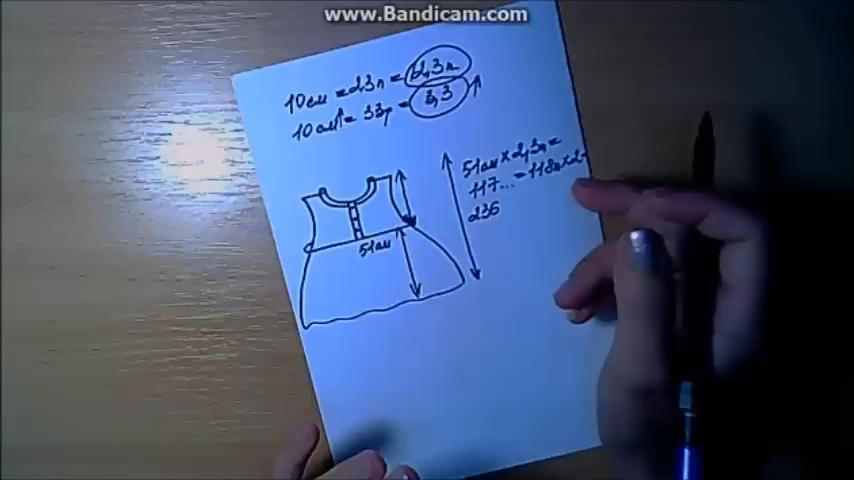 www.Bandicam.com
10см = 23п = 2,3п
10см = 33р = 3,3
51см × 2,3п =
117... = 118п × 2
236
51см